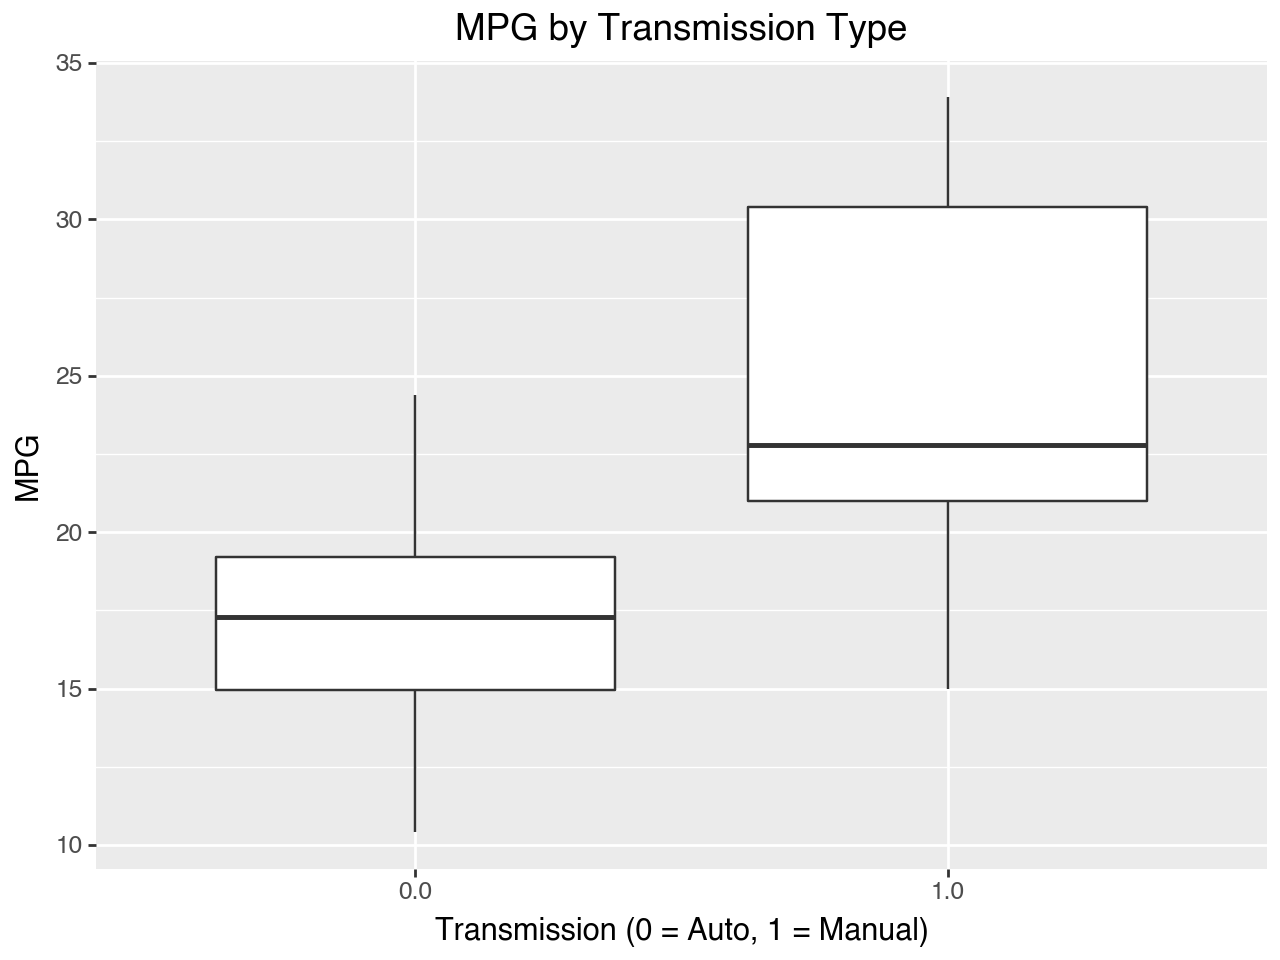 MPG by Transmission Type
35
30
25
20
15
10
MPG
0.0 1.0
Transmission (0 = Auto, 1 = Manual)